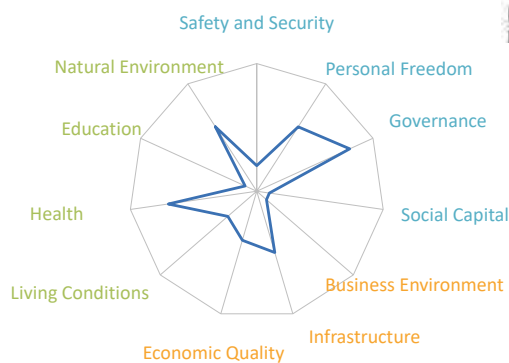 Safety and Security
Natural Environment
Personal Freedom
Education
Governance
Health
Social Capital
Living Conditions
Business Environment
Infrastructure
Economic Quality